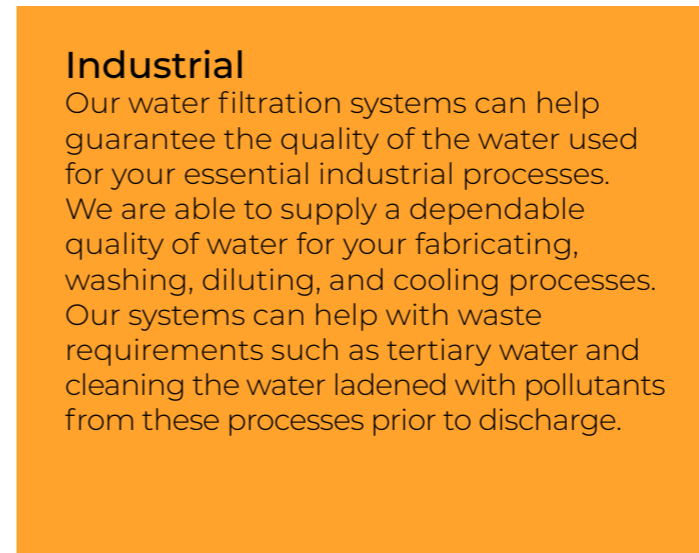 Industrial
Our water filtration systems can help
guarantee the quality of the water used
for your essential industrial processes.
We are able to supply a dependable
quality of water for your fabricating,
washing, diluting, and cooling processes.
Our systems can help with waste
requirements such as tertiary water and
cleaning the water ladened with pollutants
from these processes prior to discharge.